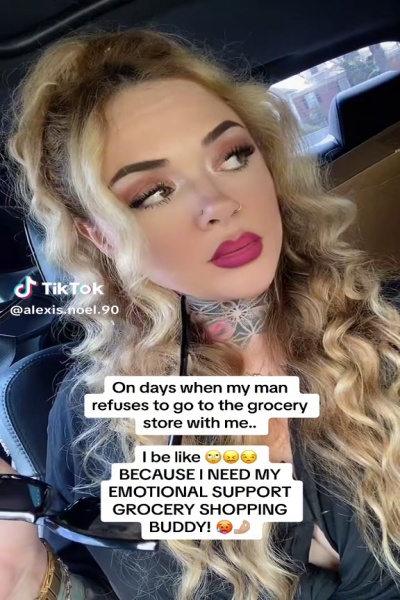 TikTok
@alexis.noel.90
On days when my man
refuses to go to the grocery
store with me..
I be like 🙄😖😏
BECAUSE I NEED MY
EMOTIONAL SUPPORT
GROCERY SHOPPING
BUDDY! 🥵🤌🏼